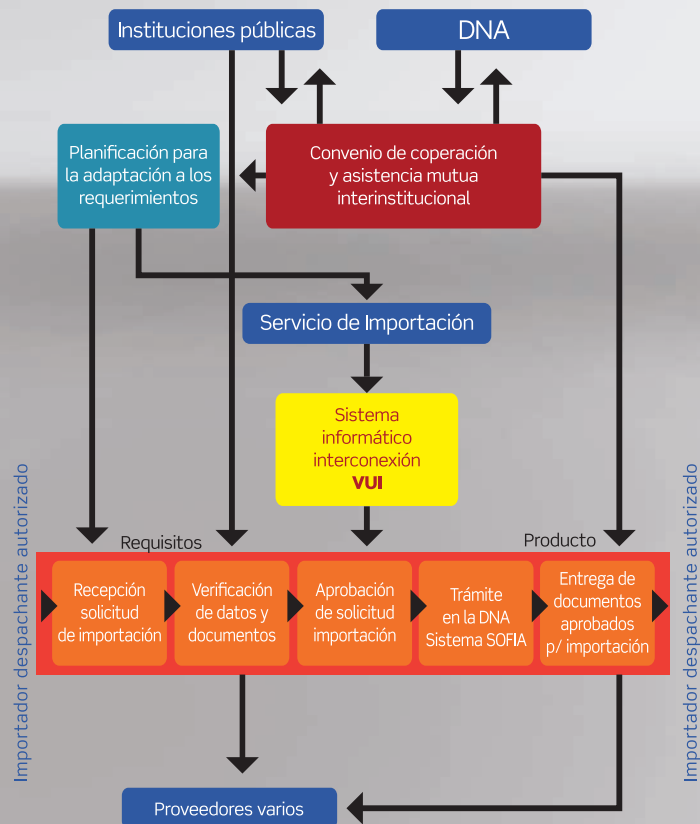 Instituciones públicas
DNA
Planificación para
la adaptación a los
requerimientos
Convenio de coperación
y asistencia mutua
interinstitucional
Servicio de Importación
Sistema
informático
interconexión
VUI
Importador despachante autorizado
Requisitos
Producto
Recepción
solicitud
de importación
Verificación
de datos y
documentos
Aprobación
de solicitud
importación
Trámite
en la DNA
Sistema SOFIA
Entrega de
documentos
aprobados
p/ importación
Importador despachante autorizado
Proveedores varios